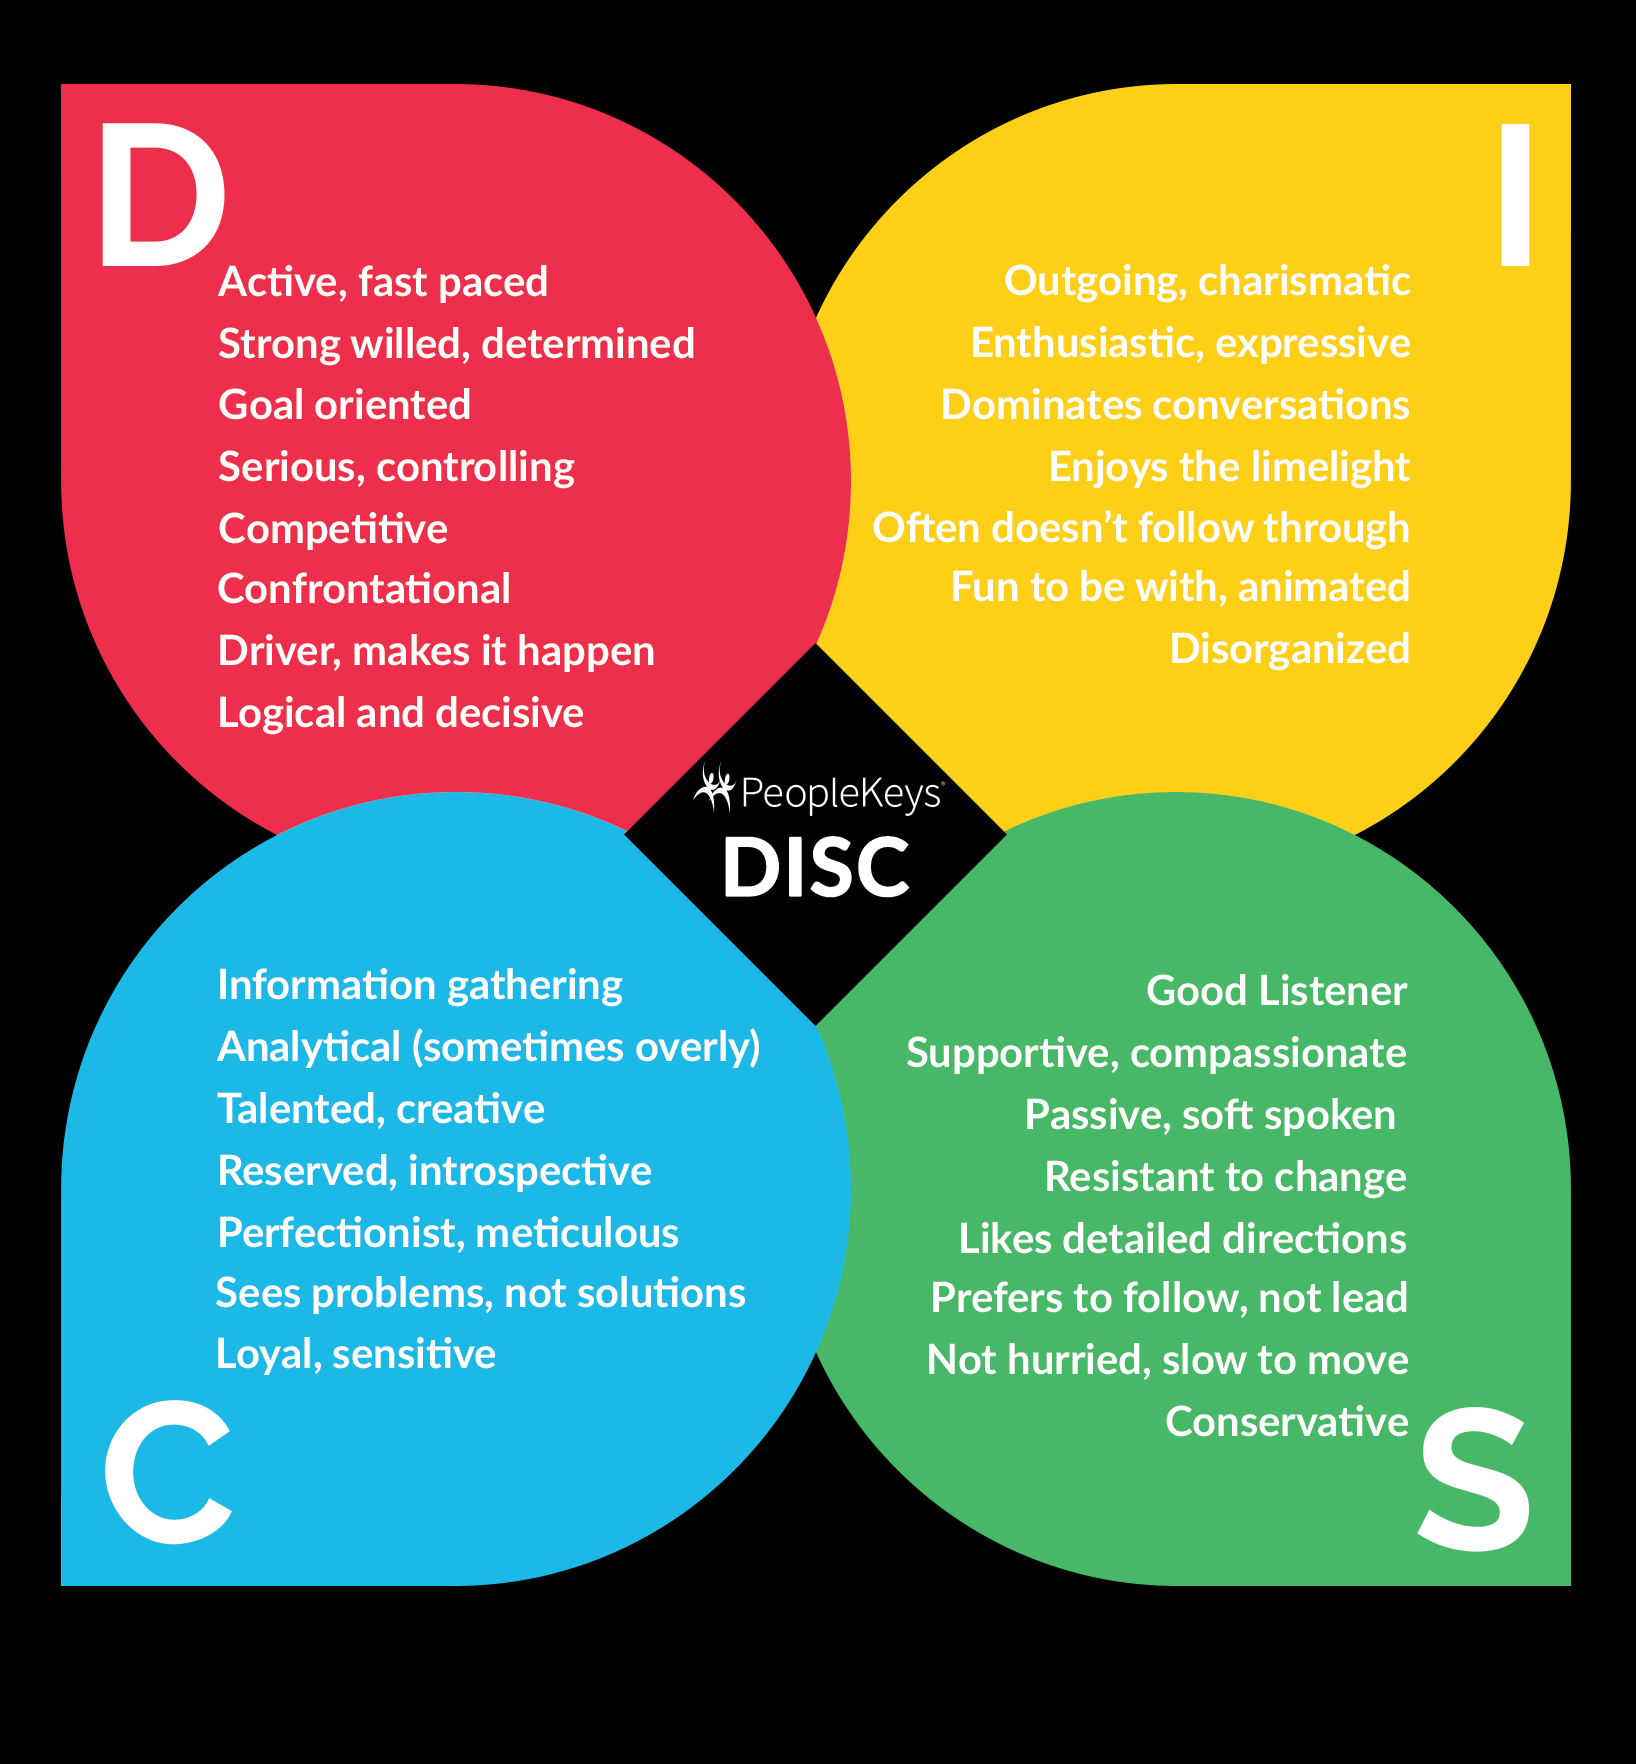 D
Active, fast paced
Strong willed, determined
Goal oriented
Serious, controlling
Competitive
Confrontational
Driver, makes it happen
Logical and decisive
I
Outgoing, charismatic
Enthusiastic, expressive
Dominates conversations
Enjoys the limelight
Often doesn’t follow through
Fun to be with, animated
Disorganized
PeopleKeys®
DISC
Information gathering
Analytical (sometimes overly)
Talented, creative
Reserved, introspective
Perfectionist, meticulous
Sees problems, not solutions
Loyal, sensitive
C
Good Listener
Supportive, compassionate
Passive, soft spoken
Resistant to change
Likes detailed directions
Prefers to follow, not lead
Not hurried, slow to move
Conservative
S